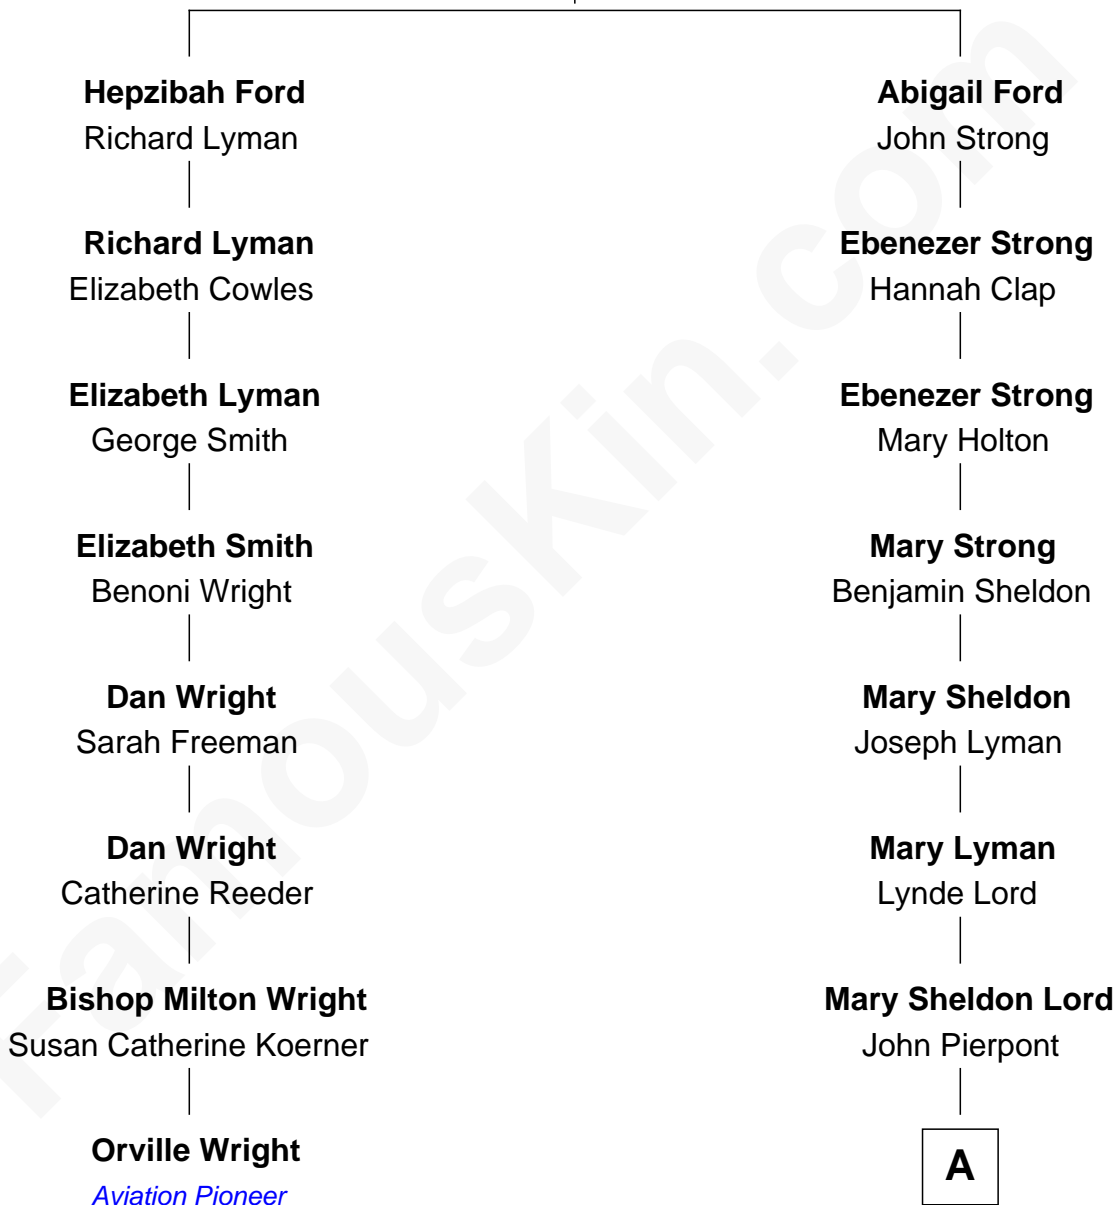 Hepzibah Ford
Richard Lyman
Richard Lyman
Elizabeth Cowles
Elizabeth Lyman
George Smith
Elizabeth Smith
Benoni Wright
Dan Wright
Sarah Freeman
Dan Wright
Catherine Reeder
Bishop Milton Wright
Susan Catherine Koerner
Orville Wright
Aviation Pioneer
Abigail Ford
John Strong
Ebenezer Strong
Hannah Clap
Ebenezer Strong
Mary Holton
Mary Strong
Benjamin Sheldon
Mary Sheldon
Joseph Lyman
Mary Lyman
Lynde Lord
Mary Sheldon Lord
John Pierpont
A
FamousKin.com